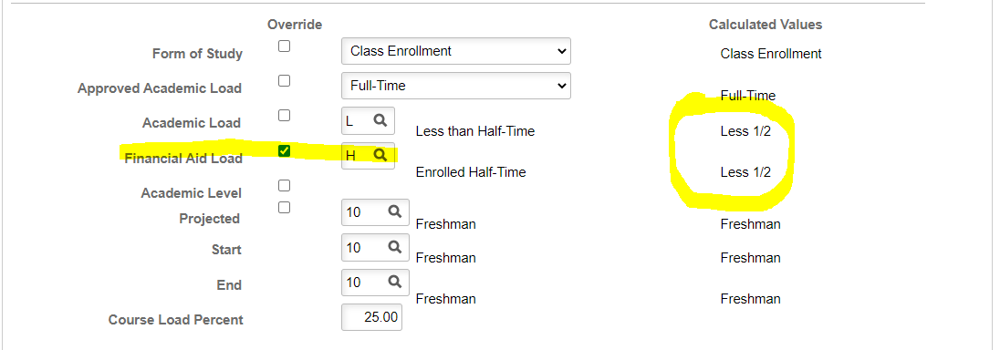 Override Calculated Values
Form of Study Class Enrollment Class Enrollment
Approved Academic Load Full-Time Full-Time
Academic Load L Less than Half-Time Less 1/2
Financial Aid Load H Enrolled Half-Time Less 1/2
Academic Level
Projected 10 Freshman Freshman
Start 10 Freshman Freshman
End 10 Freshman Freshman
Course Load Percent 25.00